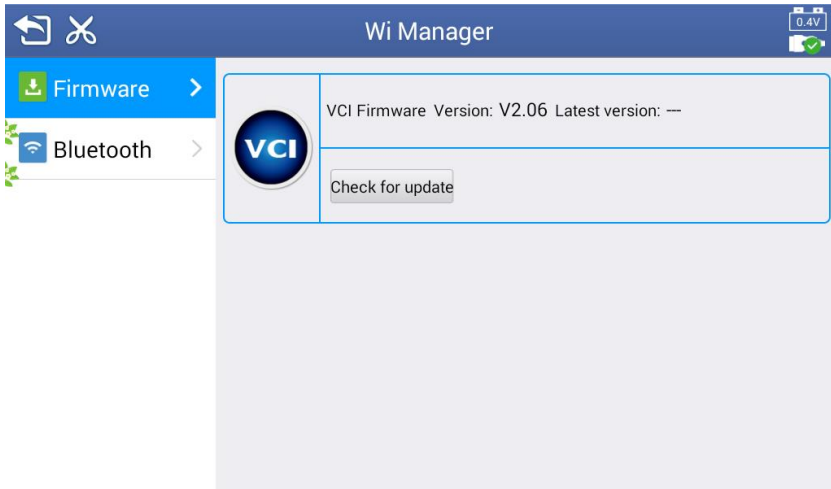 Wi Manager
0.4V
Firmware
Bluetooth
VCI
VCI Firmware Version: V2.06 Latest version: ---
Check for update